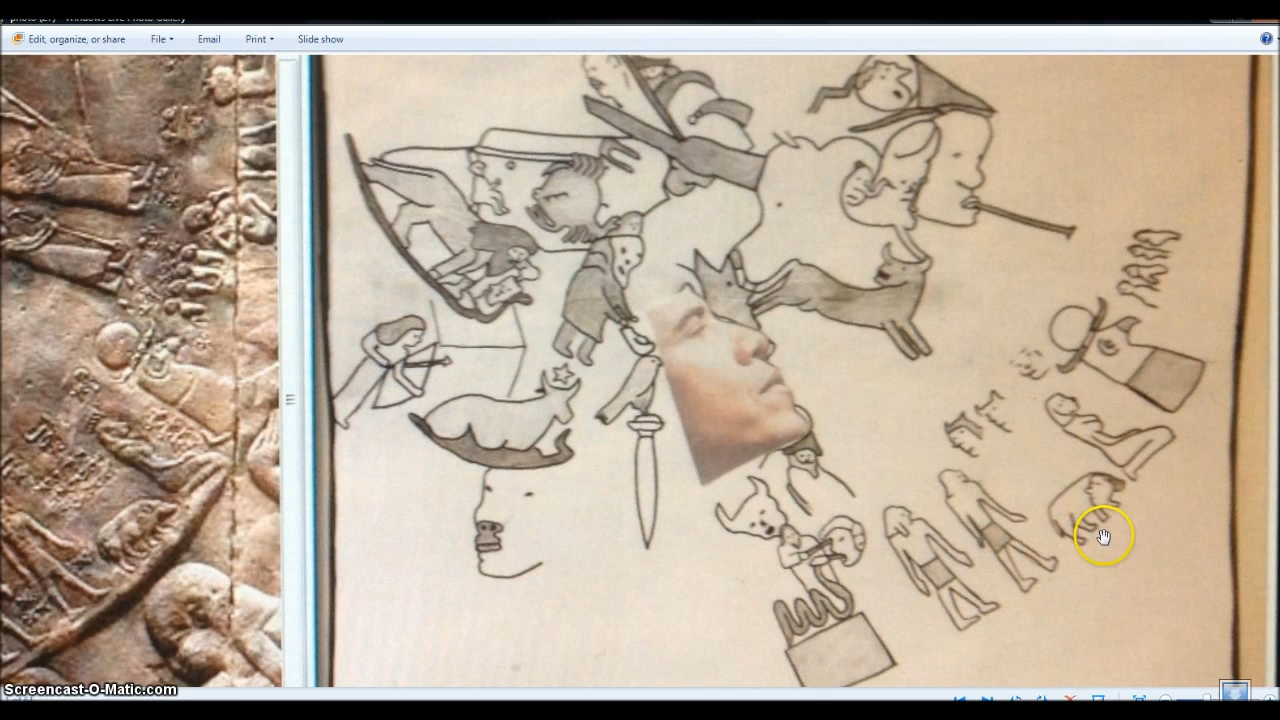 Edit, organize, or share File Email Print Slide show
Screencast-O-Matic.com